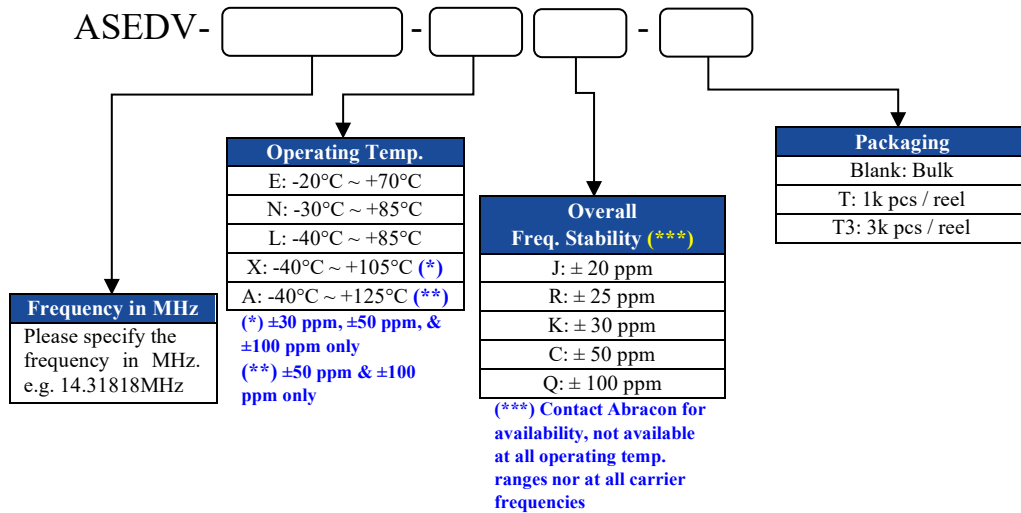 ASEDV- - -
Operating Temp.
E: -20°C ~ +70°C
N: -30°C ~ +85°C
L: -40°C ~ +85°C
X: -40°C ~ +105°C (*)
A: -40°C ~ +125°C (**)
(*) ±30 ppm, ±50 ppm, &
±100 ppm only
(**) ±50 ppm & ±100
ppm only
Frequency in MHz
Please specify the
frequency in MHz.
e.g. 14.31818MHz
Overall
Freq. Stability (***)
J: ± 20 ppm
R: ± 25 ppm
K: ± 30 ppm
C: ± 50 ppm
Q: ± 100 ppm
(***) Contact Abracon for
availability, not available
at all operating temp.
ranges nor at all carrier
frequencies
Packaging
Blank: Bulk
T: 1k pcs / reel
T3: 3k pcs / reel